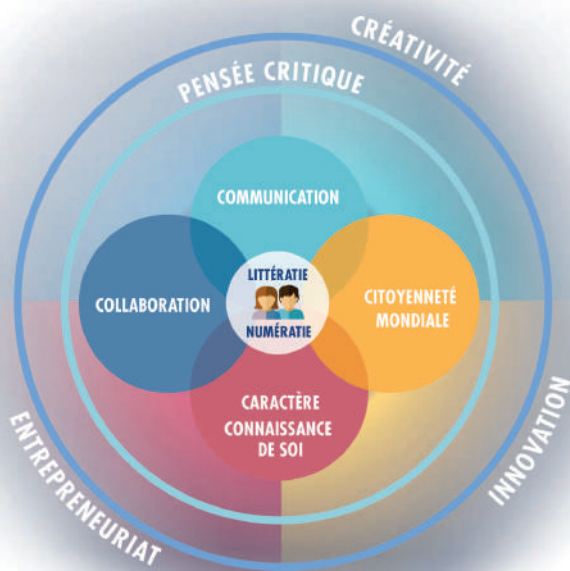 CRÉATIVITÉ
PENSÉE CRITIQUE
COMMUNICATION
COLLABORATION
LITTÉRATIE
NUMÉRATIE
CITOYENNETÉ
MONDIALE
CARACTÈRE
CONNAISSANCE
DE SOI
ENTREPRENEURIAT
INNOVATION